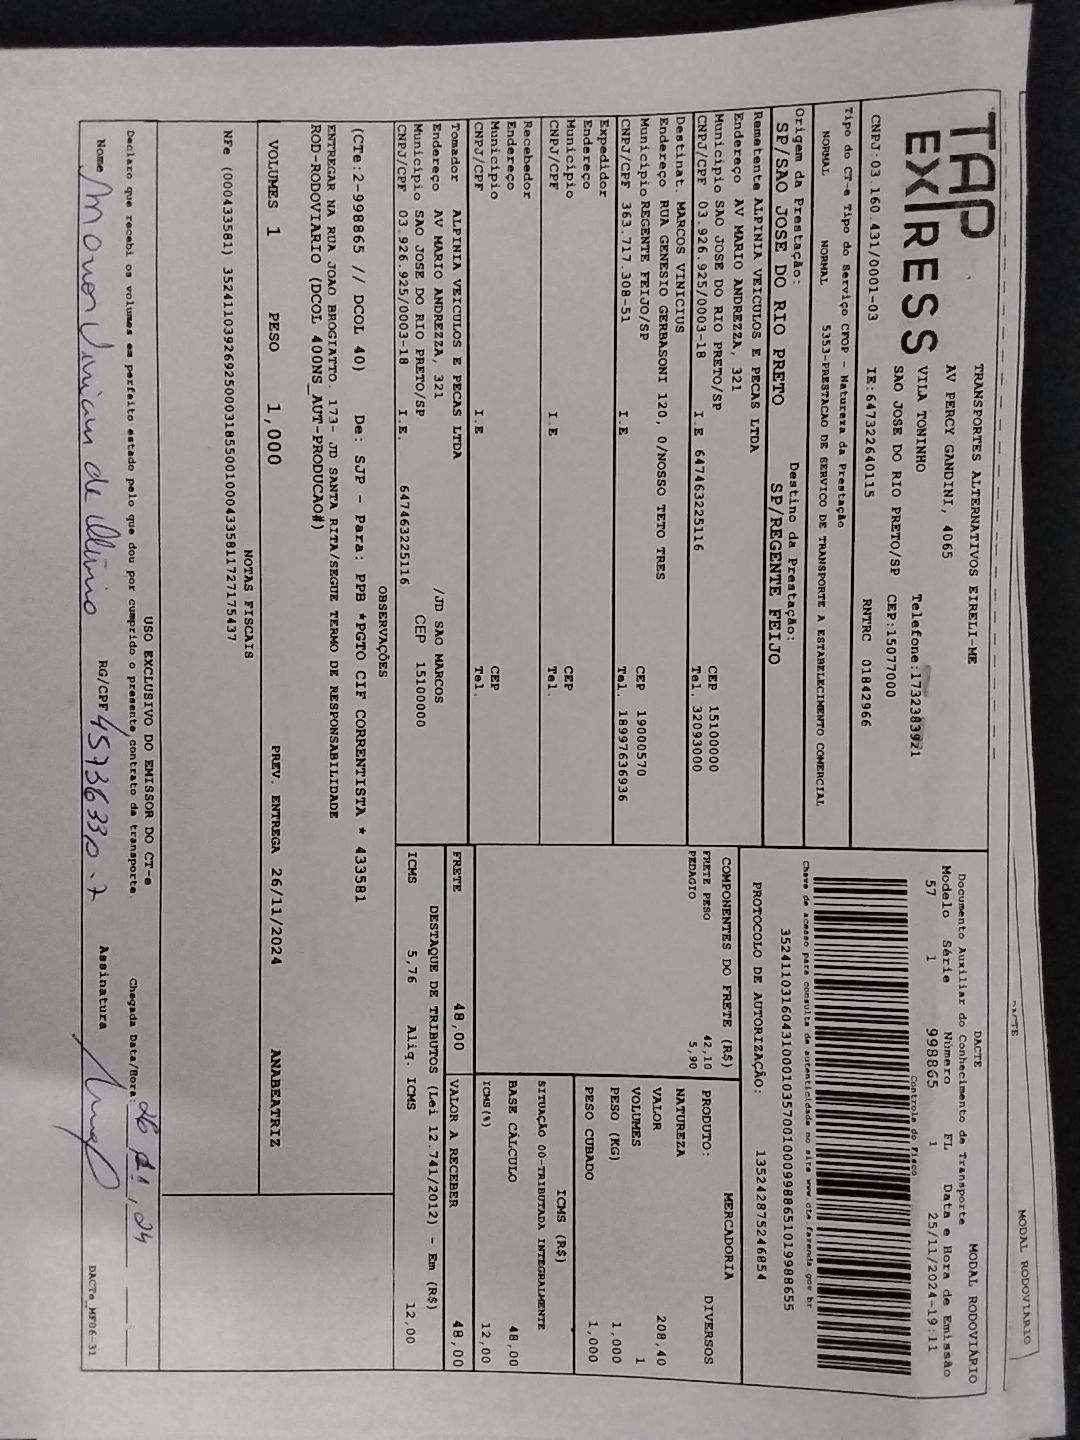 MODAL RODOVIÁRIO
DACTE
TAP
EXPRESS
TRANSPORTES ALTERNATIVOS EIRELI-ME
AV PERCY GANDINI, 4065
VILA TONINHO Telefone:1732383921
SAO JOSE DO RIO PRETO/SP CEP:15077000
CNPJ:03.160.431/0001-03 IE:647322640115 RNTRC 01842966
DACTE MODAL RODOVIÁRIO
Documento Auxiliar do Conhecimento de Transporte
Modelo Série Número FL Data e Hora de Emissão
57 1 998865 1 25/11/2024-19:11
Controle do Fisco
Chave de acesso para consulta de autenticidade no site www.cte.fazenda.gov.br
35241103160431000103570010009988651019988655
PROTOCOLO DE AUTORIZAÇÃO: 135242875246854
Tipo do CT-e Tipo do Serviço CFOP - Natureza da Prestação
NORMAL NORMAL 5353-PRESTACAO DE SERVICO DE TRANSPORTE A ESTABELECIMENTO COMERCIAL
Origem da Prestação: Destino da Prestação:
SP/SAO JOSE DO RIO PRETO SP/REGENTE FEIJO
Remetente ALPINIA VEICULOS E PECAS LTDA
Endereço AV MARIO ANDREZZA, 321
Município SAO JOSE DO RIO PRETO/SP CEP 15100000
CNPJ/CPF 03.926.925/0003-18 I.E 647463225116 Tel. 32093000
Destinat. MARCOS VINICIUS
Endereço RUA GENESIO GERBASONI 120, 0/NOSSO TETO TRES
Município REGENTE FEIJO/SP CEP 19000570
CNPJ/CPF 363.717.308-51 I.E Tel. 18997636936
Expedidor
Endereço
Município CEP
CNPJ/CPF I.E Tel.
Recebedor
Endereço
Município CEP
CNPJ/CPF I.E Tel.
Tomador ALPINIA VEICULOS E PECAS LTDA
Endereço AV MARIO ANDREZZA, 321 /JD SAO MARCOS
Município SAO JOSE DO RIO PRETO/SP CEP 15100000
CNPJ/CPF 03.926.925/0003-18 I.E. 647463225116
COMPONENTES DO FRETE (R$)
FRETE PESO 42,10
PEDAGIO 5,90
MERCADORIA
PRODUTO: DIVERSOS
NATUREZA
VALOR 208,40
VOLUMES 1
PESO (KG) 1,000
PESO CUBADO 1,000
ICMS (R$)
SITUAÇÃO 00-TRIBUTADA INTEGRALMENTE
BASE CÁLCULO 48,00
ICMS(%) 12,00
FRETE 48,00 VALOR A RECEBER 48,00
DESTAQUE DE TRIBUTOS (Lei 12.741/2012) - Em (R$)
ICMS 5,76 Aliq. ICMS 12,00
OBSERVAÇÕES
(CTe:2-998865 // DCOL 40) De: SJP - Para: PPB *PGTO CIF CORRENTISTA * 433581
ENTREGAR NA RUA JOAO BROGIATTO. 173- JD SANTA RITA/SEGUE TERMO DE RESPONSABILIDADE
ROD-RODOVIARIO (DCOL 400NS_AUT-PRODUCAO#)
VOLUMES 1 PESO 1,000 PREV. ENTREGA 26/11/2024 ANABEATRIZ
NOTAS FISCAIS
NFe (000433581) 35241103926925000318550010004335811727175437
USO EXCLUSIVO DO EMISSOR DO CT-e
Declaro que recebi os volumes em perfeito estado pelo que dou por cumprido o presente contrato de transporte. Chegada Data/Hora: 26 11, 24
Nome RG/CPF 45736330.7 Assinatura
DACTe_MF06-31